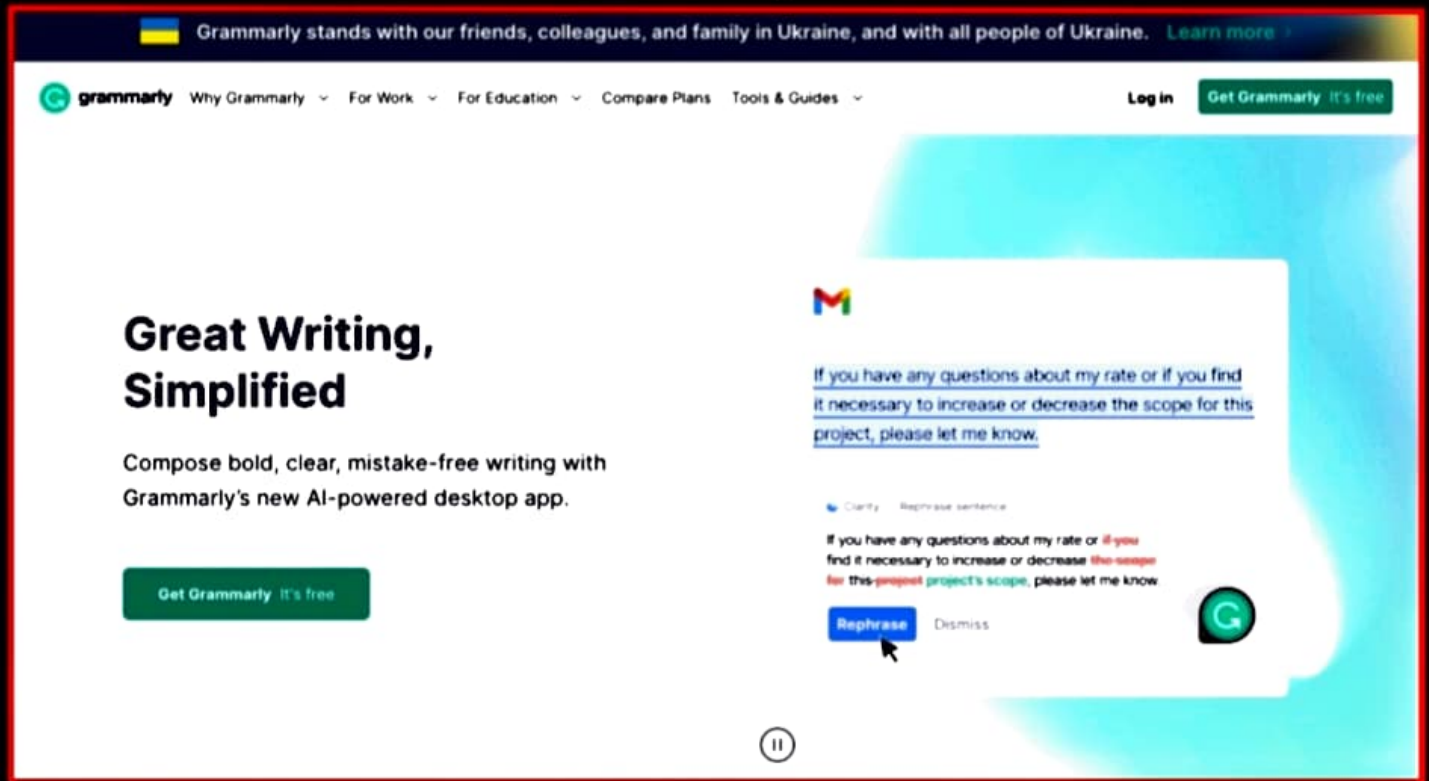 Grammarly stands with our friends, colleagues, and family in Ukraine, and with all people of Ukraine. Learn more
grammarly Why Grammarly For Work For Education Compare Plans Tools & Guides Log in Get Grammarly It's free
Great Writing,
Simplified
Compose bold, clear, mistake-free writing with
Grammarly's new AI-powered desktop app.
Get Grammarly It's free
If you have any questions about my rate or if you find
it necessary to increase or decrease the scope for this
project, please let me know.
Clarity Rephrase sentence
If you have any questions about my rate or if you
find it necessary to increase or decrease the scope
for this project project's scope, please let me know
Rephrase Dismiss